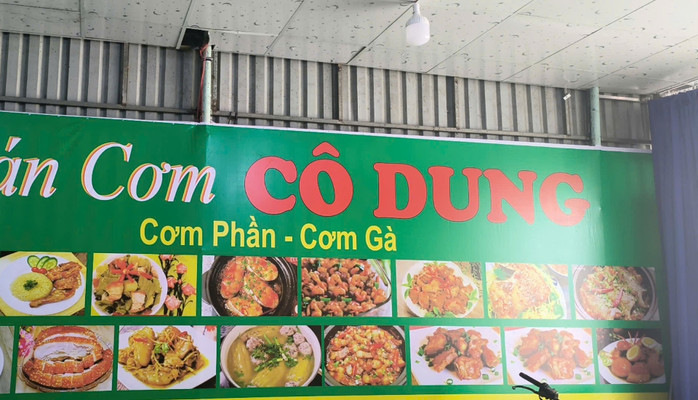 án Cơm CÔ DUNG
Cơm Phần - Cơm Gà